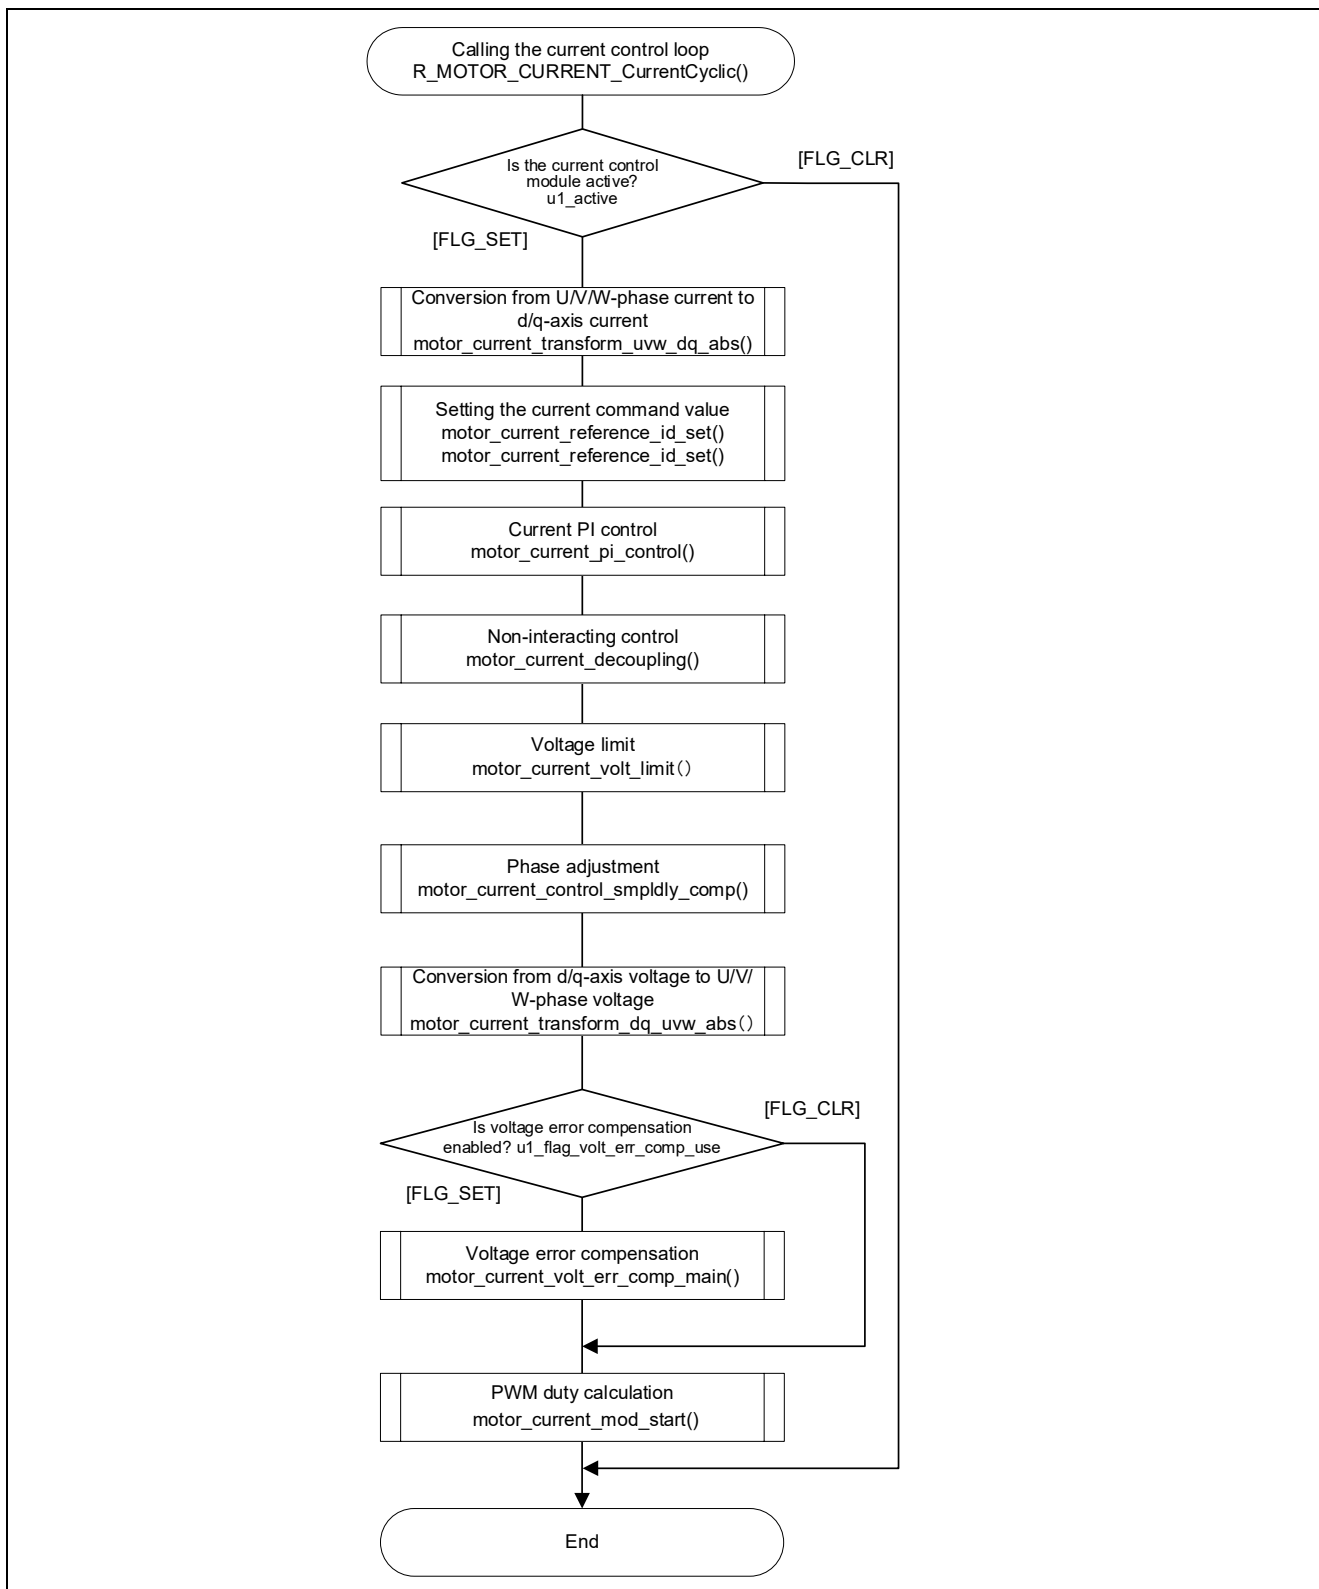 Calling the current control loop
R_MOTOR_CURRENT_CurrentCyclic()
[FLG_CLR]
Is the current control
module active?
u1_active
[FLG_SET]
Conversion from U/V/W-phase current to
d/q-axis current
motor_current_transform_uvw_dq_abs()
Setting the current command value
motor_current_reference_id_set()
motor_current_reference_id_set()
Current PI control
motor_current_pi_control()
Non-interacting control
motor_current_decoupling()
Voltage limit
motor_current_volt_limit()
Phase adjustment
motor_current_control_smpldly_comp()
Conversion from d/q-axis voltage to U/V/
W-phase voltage
motor_current_transform_dq_uvw_abs()
[FLG_CLR]
Is voltage error compensation
enabled? u1_flag_volt_err_comp_use
[FLG_SET]
Voltage error compensation
motor_current_volt_err_comp_main()
PWM duty calculation
motor_current_mod_start()
End